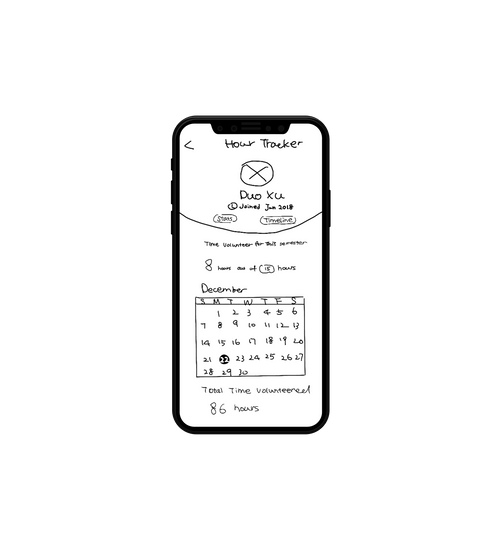 <
Hour Tracker
Duo Xu
Joined Jun 2018
Stats Timeline
Time Volunteer for this semester
8 hours out of 15 hours
December
S M T W T F S
1 2 3 4 5 6
7 8 9 10 11 12 13
14 15 16 17 18 19 20
21 22 23 24 25 26 27
28 29 30
Total Time Volunteered
86 hours